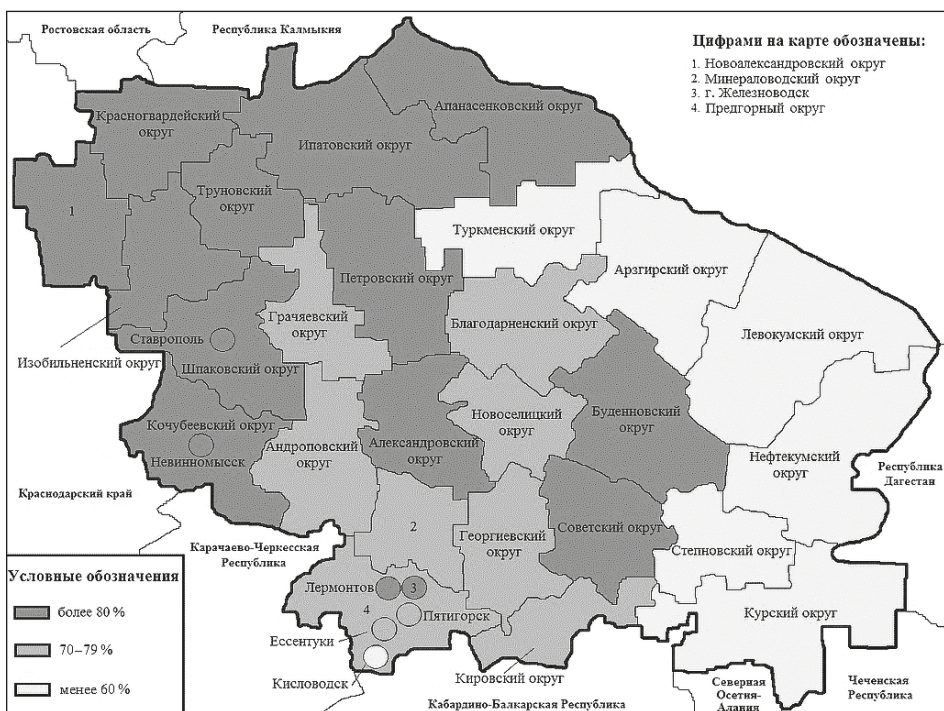 Ростовская область
Республика Калмыкия
Цифрами на карте обозначены:
1. Новоалександровский округ
2. Минераловодский округ
3. г. Железноводск
4. Предгорный округ
Апанасенковский округ
Красногвардейский
округ
Ипатовский округ
Труновский
округ
1
Туркменский округ
Арзгирский округ
Петровский округ
Грачяевский
округ
Благодарненский округ
Левокумский округ
Ставрополь
Изобильненский округ
Шпаковский округ
Новоселицкий
округ
Буденновский
округ
Кочубеевский округ
Невинномысск
Андроповский
округ
Александровский
округ
Нефтекумский округ
Республика
Дагестан
Краснодарский край
2
Георгиевский
округ
Советский округ
Степновский округ
Карачаево-Черкесская
Республика
Условные обозначения
более 80 %
70–79 %
менее 60 %
Лермонтов
3
4
Пятигорск
Ессентуки
Кисловодск
Курский округ
Кировский округ
Северная
Осетия-
Алания
Чеченская
Республика
Кабардино-Балкарская Республика